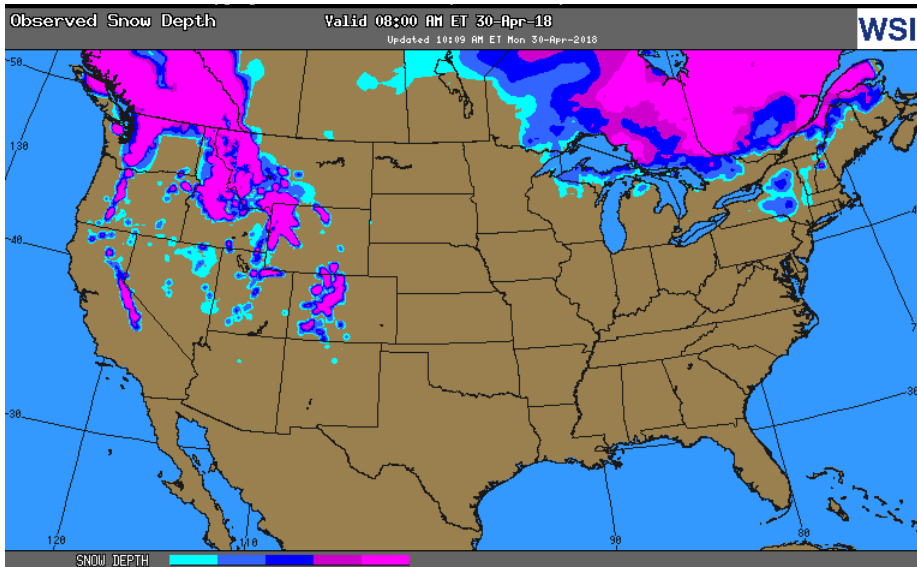 Observed Snow Depth
Valid 08:00 AM ET 30-Apr-18
Updated 10:09 AM ET Mon 30-Apr-2018
WSI
50
130
40
30
120
110
90
80
SNOW DEPTH